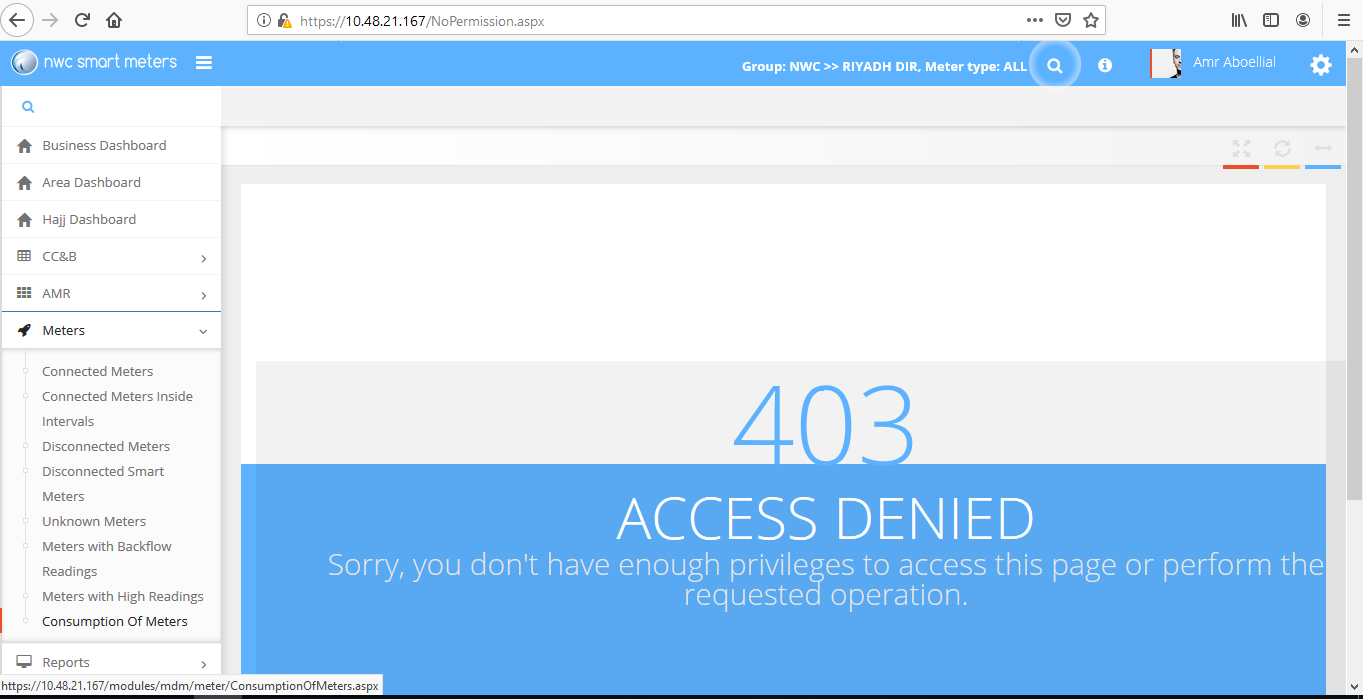 https://10.48.21.167/NoPermission.aspx
nwc smart meters
Group: NWC >> RIYADH DIR, Meter type: ALL
Amr Aboellial
Business Dashboard
Area Dashboard
Hajj Dashboard
CC&B
AMR
Meters
Connected Meters
Connected Meters Inside
Intervals
Disconnected Meters
Disconnected Smart
Meters
Unknown Meters
Meters with Backflow
Readings
Meters with High Readings
Consumption Of Meters
Reports
403
ACCESS DENIED
Sorry, you don't have enough privileges to access this page or perform the
requested operation.
https://10.48.21.167/modules/mdm/meter/ConsumptionOfMeters.aspx